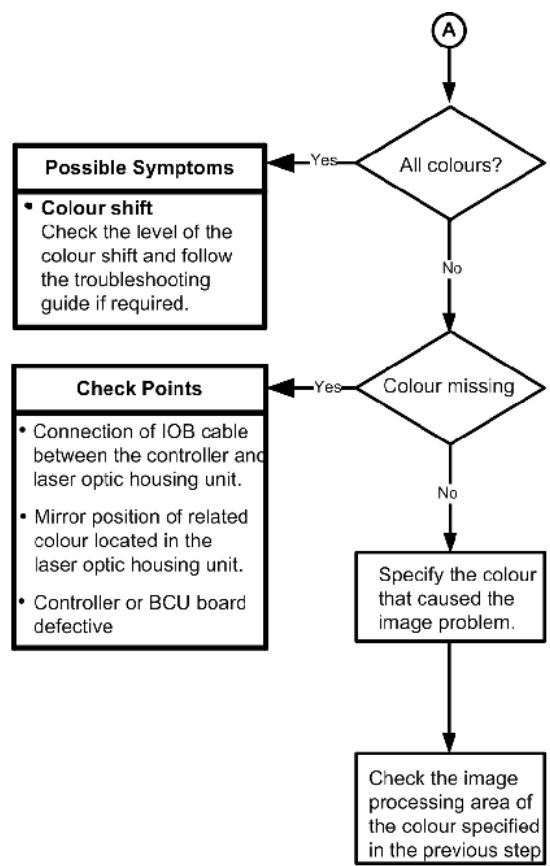 A
All colours?
Yes
Possible Symptoms
• Colour shift
Check the level of the
colour shift and follow
the troubleshooting
guide if required.
No
Colour missing
Yes
Check Points
• Connection of IOB cable
between the controller and
laser optic housing unit.
• Mirror position of related
colour located in the
laser optic housing unit.
• Controller or BCU board
defective
No
Specify the colour
that caused the
image problem.
Check the image
processing area of
the colour specified
in the previous step